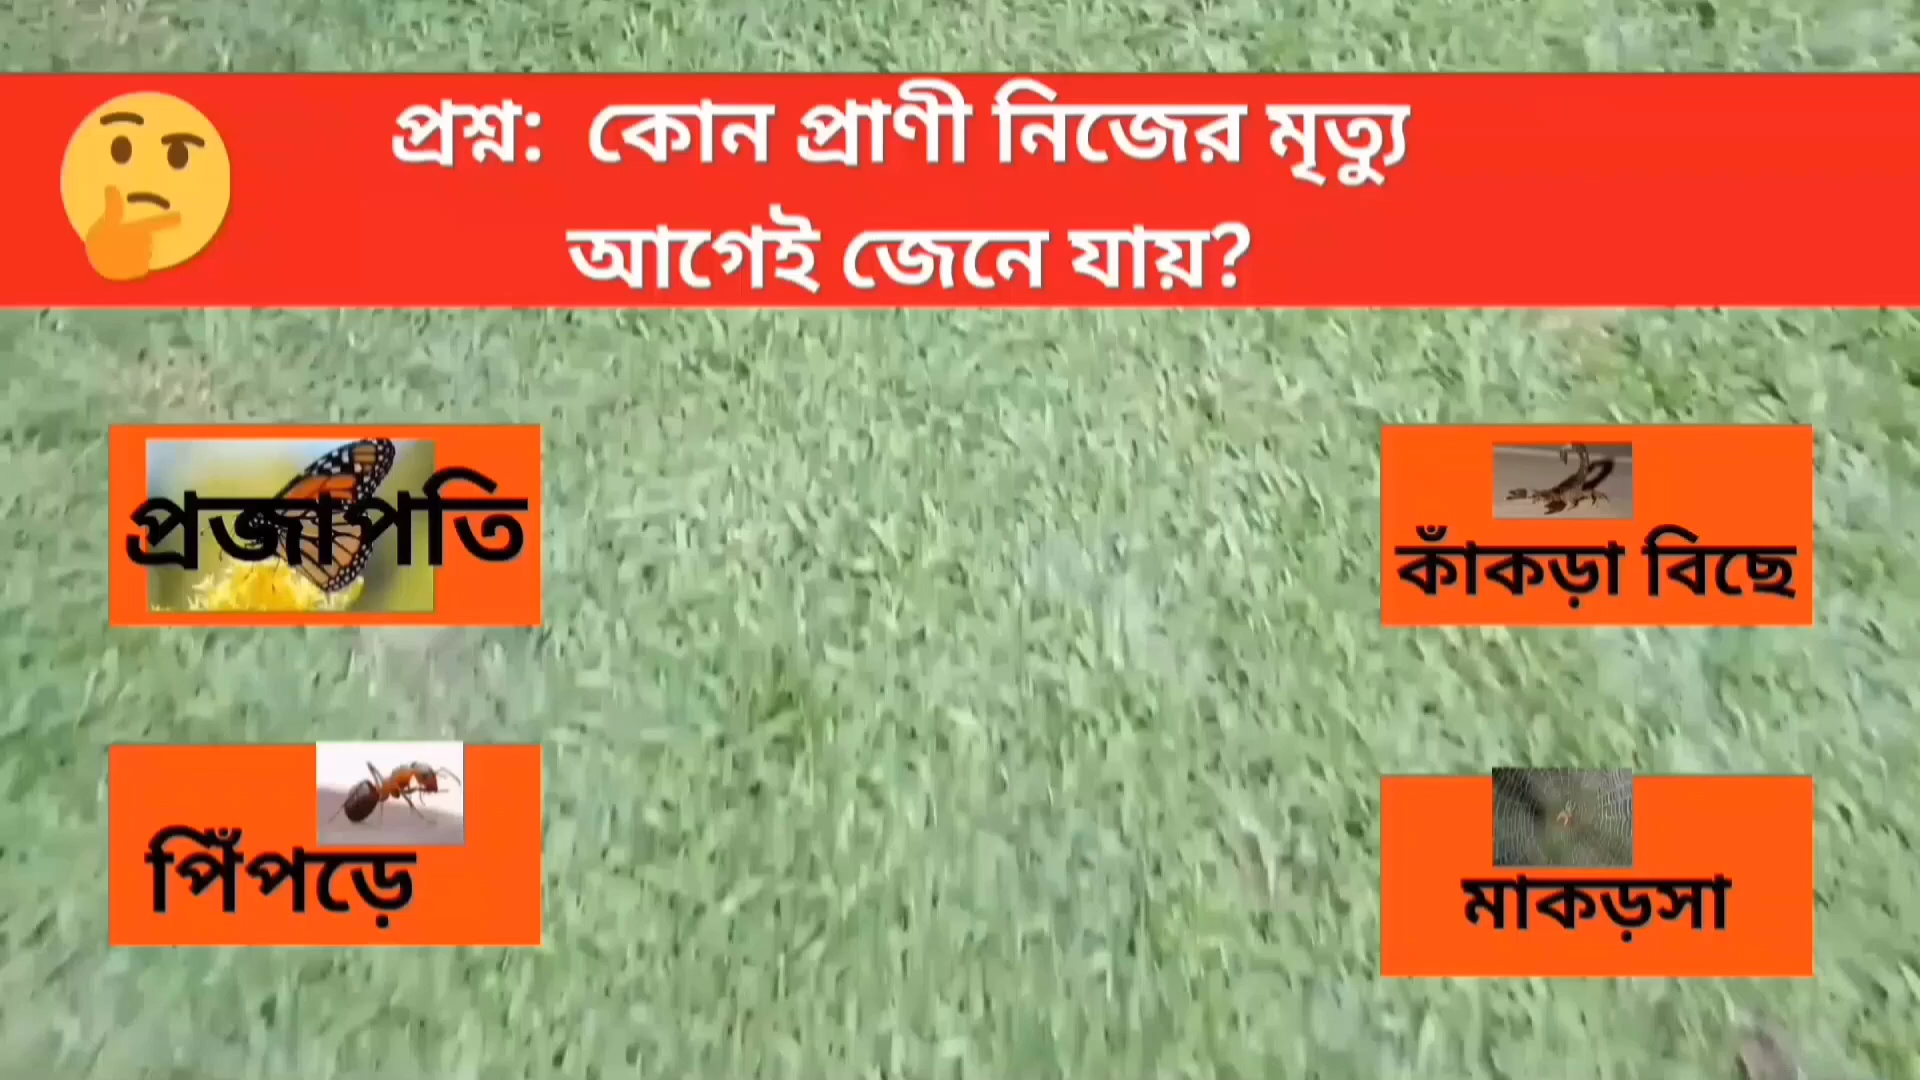 প্রশ্ন: কোন প্রাণী নিজের মৃত্যু
আগেই জেনে যায়?
প্রজাপতি
কাঁকড়া বিছে
পিঁপড়ে
মাকড়সা